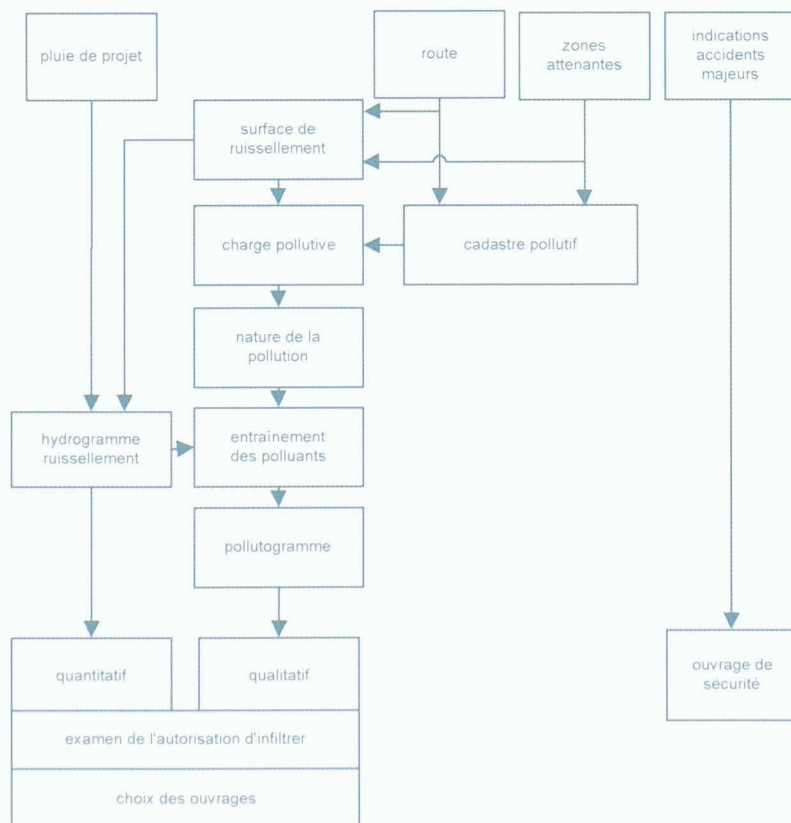 pluie de projet
route
zones
attenantes
indications
accidents
majeurs
surface de
ruissellement
charge pollutive
cadastre pollutif
nature de la
pollution
hydrogramme
ruissellement
entraînement
des polluants
pollutogramme
quantitatif
qualitatif
ouvrage de
sécurité
examen de l'autorisation d'infiltrer
choix des ouvrages